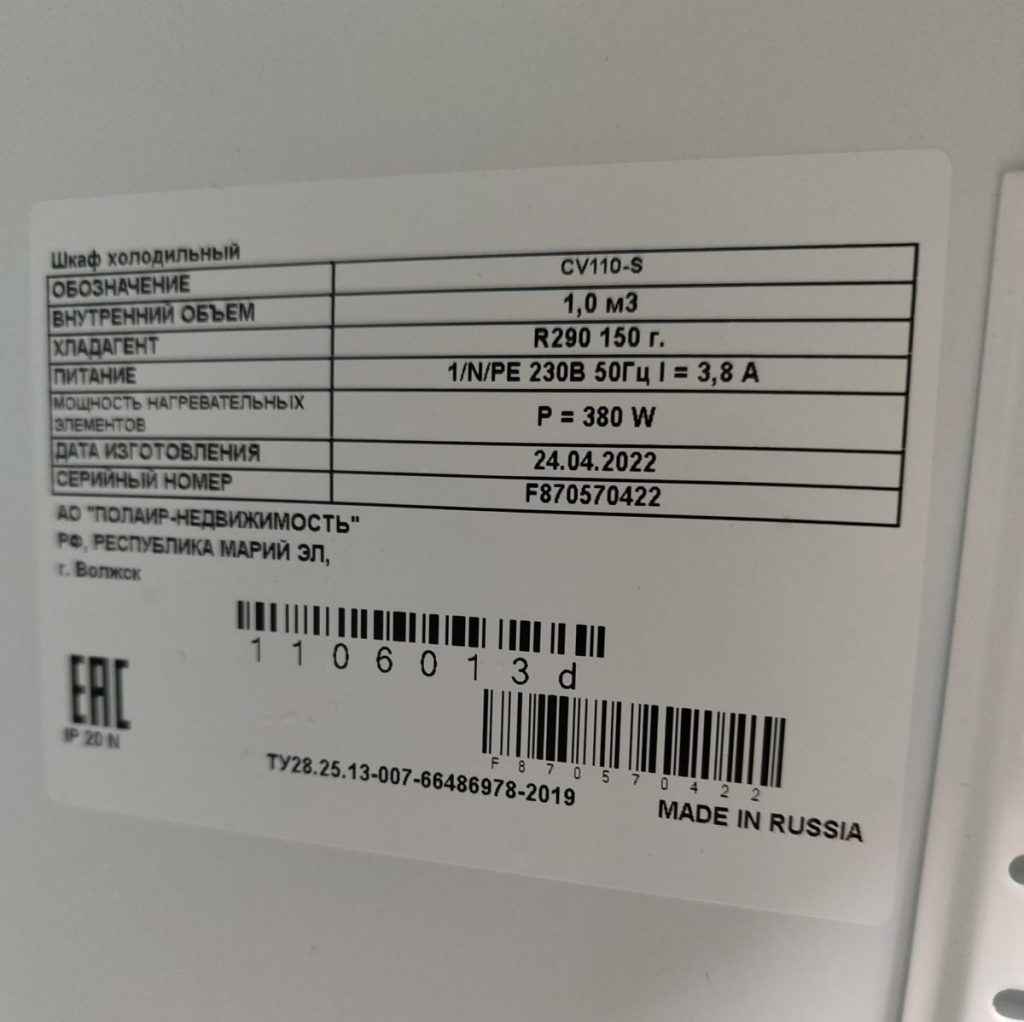 Шкаф холодильный
ОБОЗНАЧЕНИЕ CV110-S
ВНУТРЕННИЙ ОБЪЕМ 1,0 м3
ХЛАДАГЕНТ R290 150 г.
ПИТАНИЕ 1/N/PE 230В 50Гц I = 3,8 А
МОЩНОСТЬ НАГРЕВАТЕЛЬНЫХ
ЭЛЕМЕНТОВ P = 380 W
ДАТА ИЗГОТОВЛЕНИЯ 24.04.2022
СЕРИЙНЫЙ НОМЕР F870570422
АО "ПОЛАИР-НЕДВИЖИМОСТЬ"
РФ, РЕСПУБЛИКА МАРИЙ ЭЛ,
г. Волжск
1106013d
EAC
IP 20 N
F870570422
ТУ28.25.13-007-66486978-2019
MADE IN RUSSIA